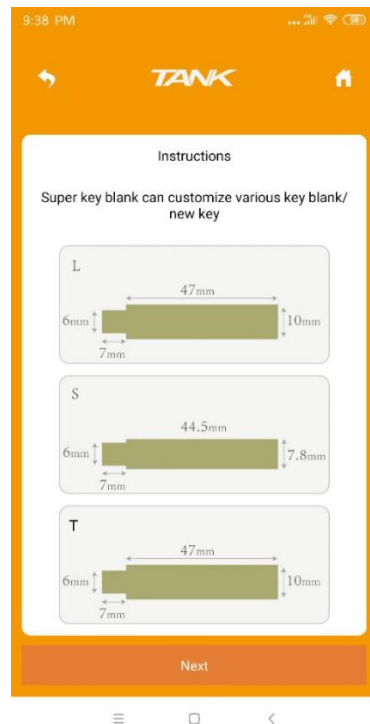 9:38 PM
TANK
Instructions
Super key blank can customize various key blank/
new key
L
47mm
6mm
10mm
7mm
S
44.5mm
6mm
7.8mm
7mm
T
47mm
6mm
10mm
7mm
Next